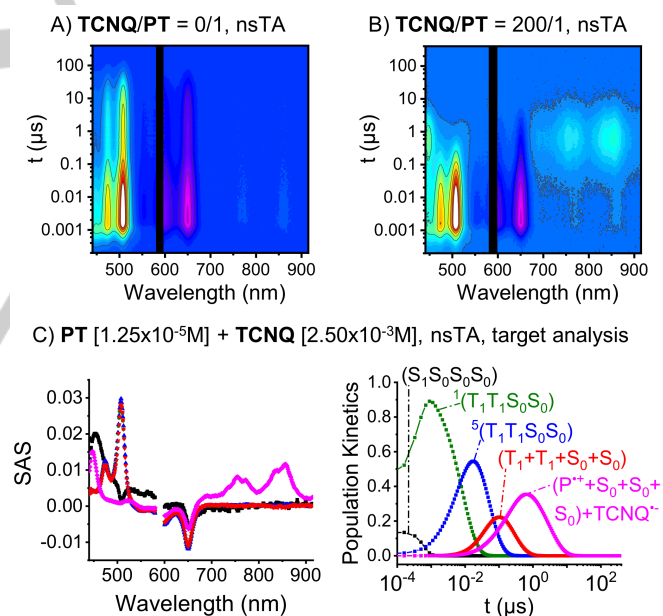 A) TCNQ/PT = 0/1, nsTA
B) TCNQ/PT = 200/1, nsTA
t (µs)
100
10
1
0.1
0.01
0.001
500 600 700 800 900
Wavelength (nm)
t (µs)
100
10
1
0.1
0.01
0.001
500 600 700 800 900
Wavelength (nm)
C) PT [1.25x10⁻⁵M] + TCNQ [2.50x10⁻³M], nsTA, target analysis
SAS
0.03
0.02
0.01
0.00
-0.01
500 600 700 800 900
Wavelength (nm)
Population Kinetics
1.0
0.8
0.6
0.4
0.2
0.0
(S₁S₀S₀S₀)
¹(T₁T₁S₀S₀)
⁵(T₁T₁S₀S₀)
(T₁+T₁+S₀+S₀)
(P•⁺+S₀+S₀+
S₀)+TCNQ•⁻
10⁻⁴ 10⁻² 10⁰ 10²
t (µs)